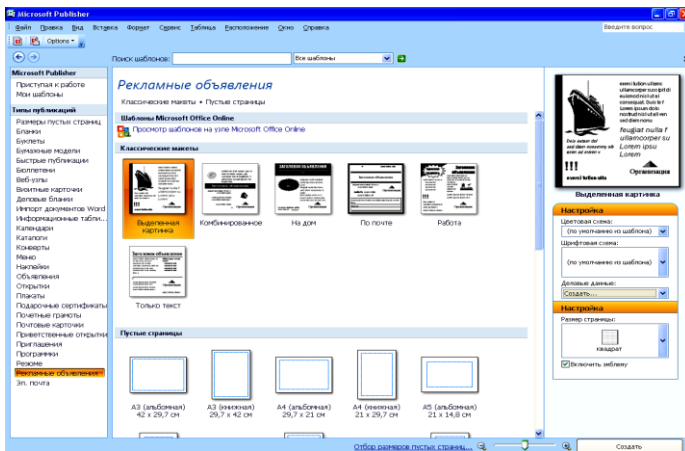 Microsoft Publisher
Файл Правка Вид Вставка Формат Сервис Таблица Расположение Окно Справка
Введите вопрос
Options
Поиск шаблонов:
Все шаблоны
Microsoft Publisher
Приступая к работе
Мои шаблоны
Типы публикаций
Размеры пустых страниц
Бланки
Буклеты
Бумажные модели
Быстрые публикации
Бюллетени
Веб-узлы
Визитные карточки
Деловые бланки
Импорт документов Word
Информационные табли...
Календари
Каталоги
Конверты
Меню
Наклейки
Объявления
Открытки
Плакаты
Подарочные сертификаты
Почетные грамоты
Почтовые карточки
Приветственные открытки
Приглашения
Программки
Резюме
Рекламные объявления
Эл. почта
Рекламные объявления
Классические макеты • Пустые страницы
Шаблоны Microsoft Office Online
Просмотр шаблонов на узле Microsoft Office Online
Классические макеты
Выделенная картинка
Комбинированное
На дом
По почте
Работа
Только текст
Пустые страницы
A3 (альбомная)
42 x 29,7 см
A3 (книжная)
29,7 x 42 см
A4 (альбомная)
29,7 x 21 см
A4 (книжная)
21 x 29,7 см
A5 (альбомная)
21 x 14,8 см
Отбор размеров пустых страниц...
feugiat nulla f
ullamcorper su
Lorem ipsu
Lorem
!!!
Организация
Выделенная картинка
Настройка
Цветовая схема:
(по умолчанию из шаблона)
Шрифтовая схема:
(по умолчанию из шаблона)
Деловые данные:
Создать...
Настройка
Размер страницы:
квадрат
Включить эмблему
Создать